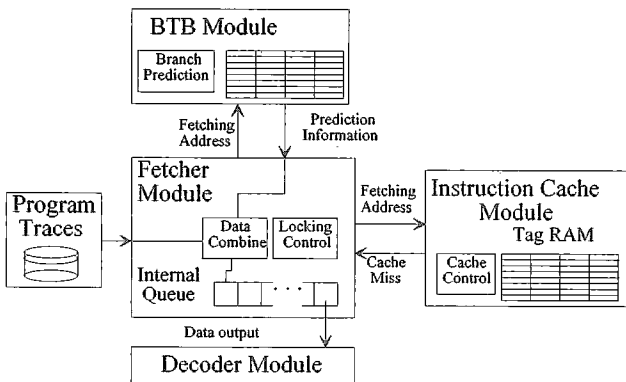 BTB Module
Branch
Prediction
Fetching
Address
Prediction
Information
Fetcher
Module
Program
Traces
Data
Combine
Locking
Control
Internal
Queue
. . .
Fetching
Address
Cache
Miss
Instruction Cache
Module
Tag RAM
Cache
Control
Data output
Decoder Module